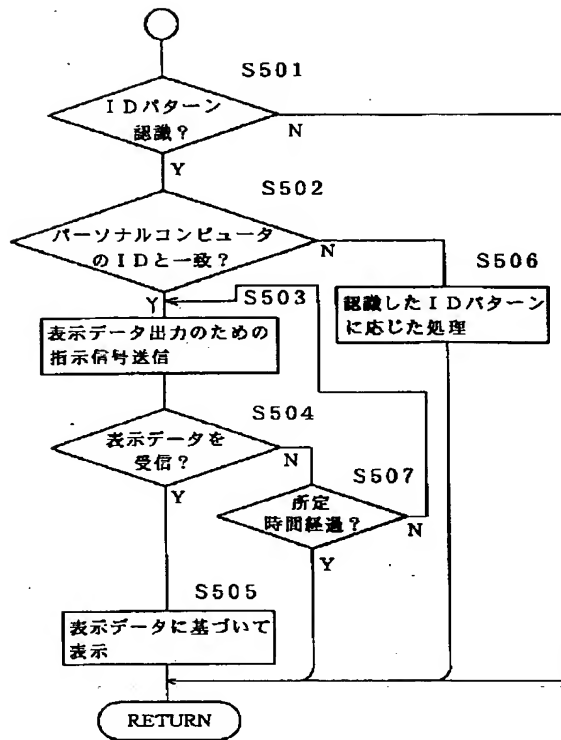 S501
IDパターン
認識?
N
Y
S502
パーソナルコンピュータ
のIDと一致?
N
Y
S503
S506
表示データ出力のための
指示信号送信
認識したIDパターン
に応じた処理
S504
表示データを
受信?
N
Y
S507
所定
時間経過?
N
Y
S505
表示データに基づいて
表示
RETURN